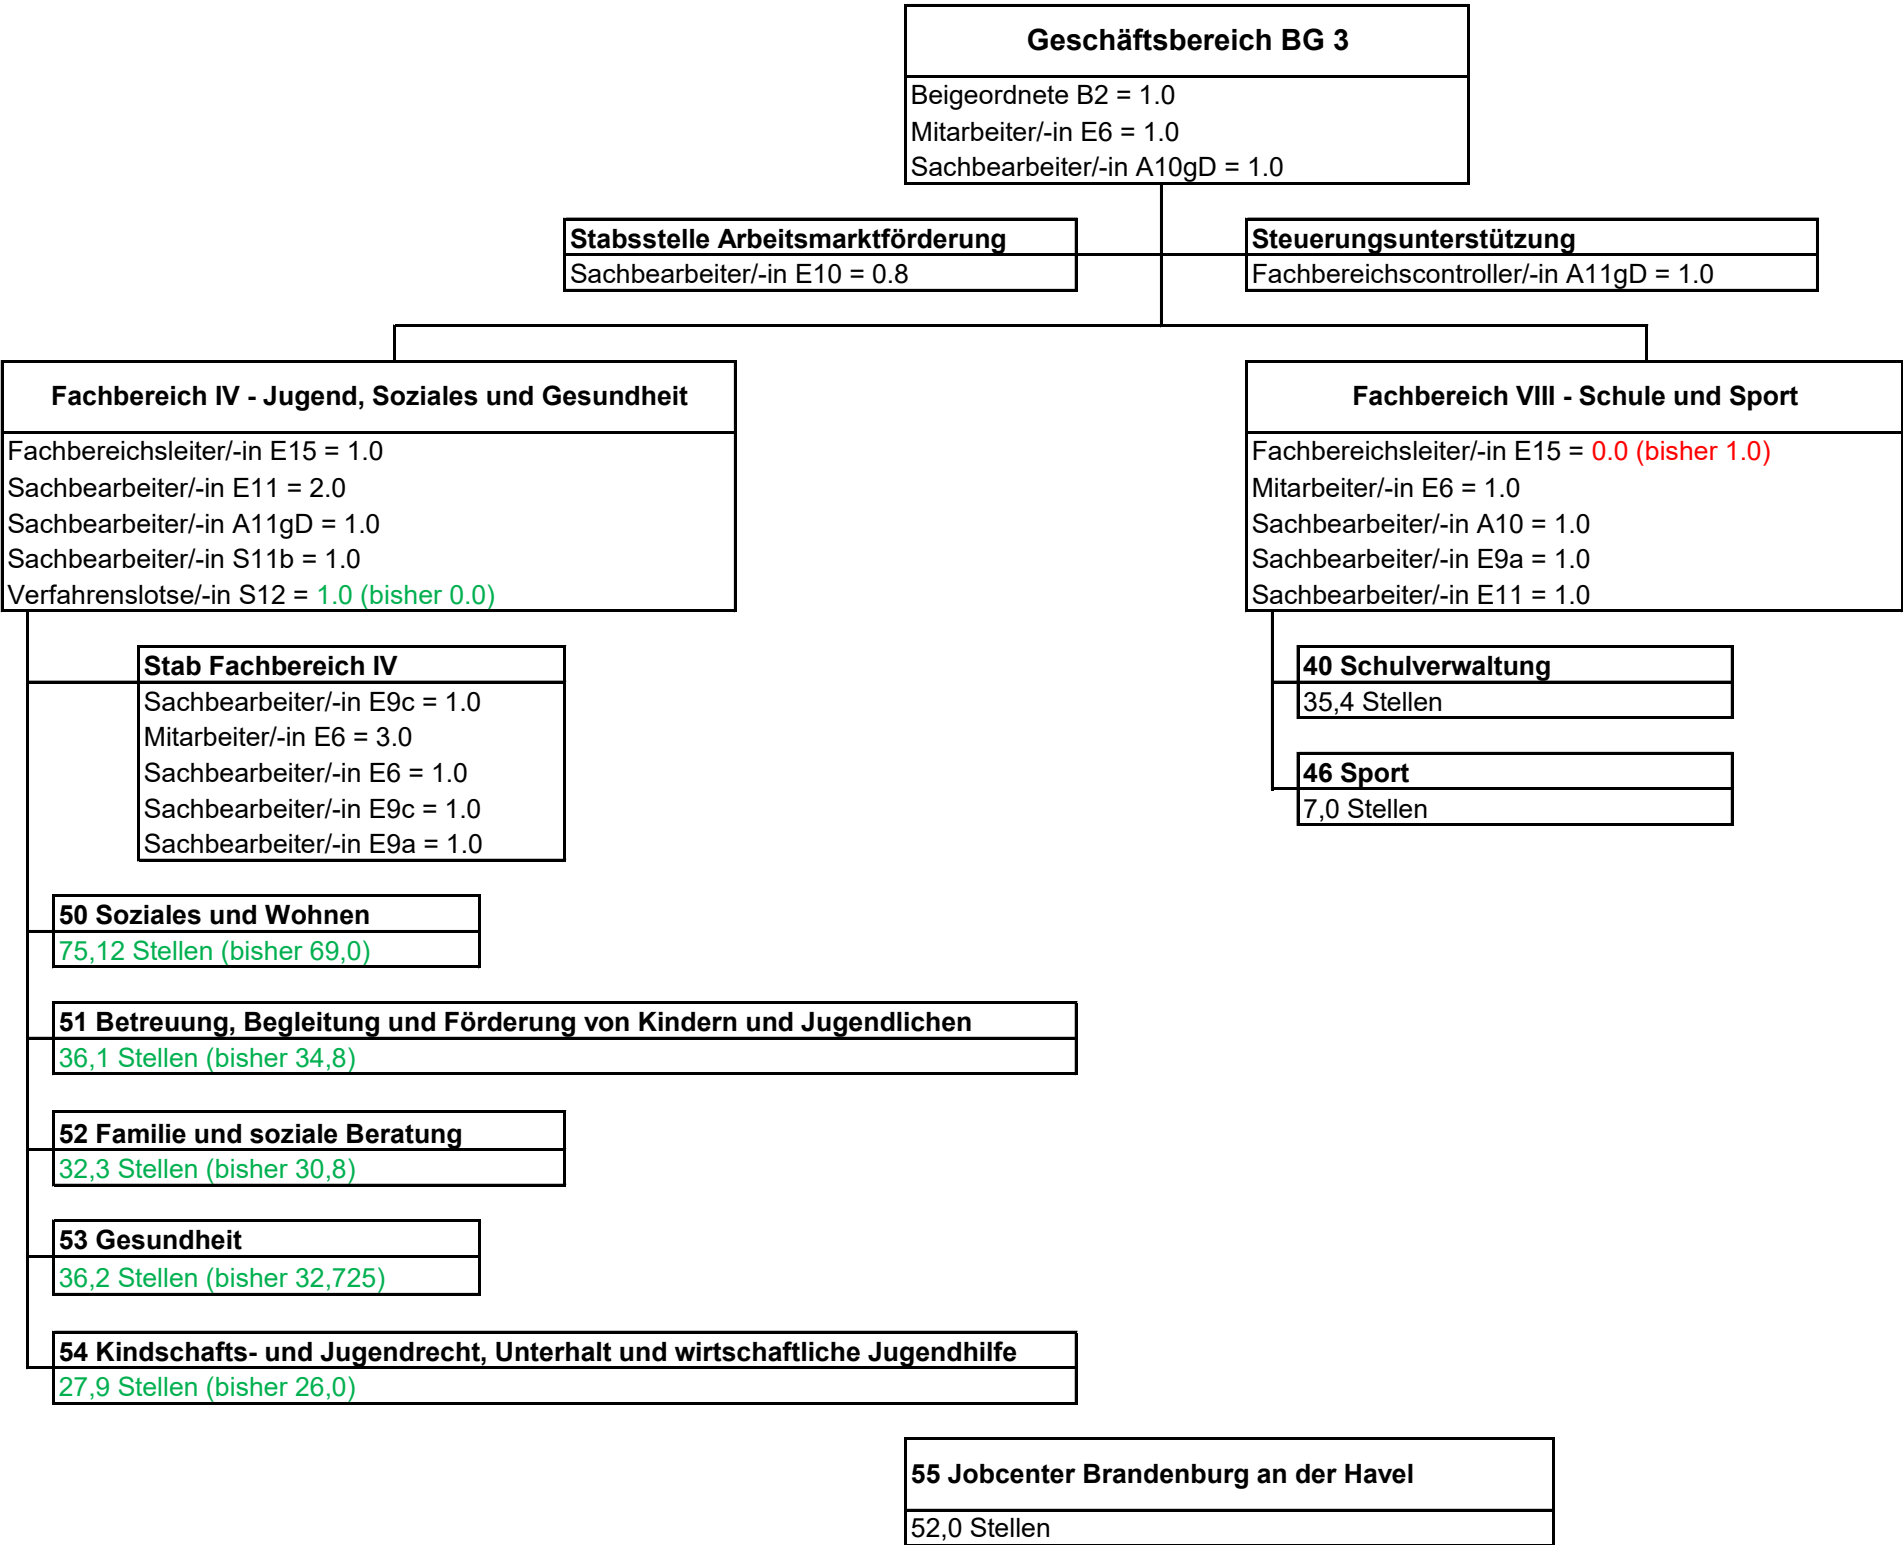 Geschäftsbereich BG 3
Beigeordnete B2 = 1.0
Mitarbeiter/-in E6 = 1.0
Sachbearbeiter/-in A10gD = 1.0
Stabsstelle Arbeitsmarktförderung
Sachbearbeiter/-in E10 = 0.8
Steuerungsunterstützung
Fachbereichscontroller/-in A11gD = 1.0
Fachbereich IV - Jugend, Soziales und Gesundheit
Fachbereichsleiter/-in E15 = 1.0
Sachbearbeiter/-in E11 = 2.0
Sachbearbeiter/-in A11gD = 1.0
Sachbearbeiter/-in S11b = 1.0
Verfahrenslotse/-in S12 = 1.0 (bisher 0.0)
Stab Fachbereich IV
Sachbearbeiter/-in E9c = 1.0
Mitarbeiter/-in E6 = 3.0
Sachbearbeiter/-in E6 = 1.0
Sachbearbeiter/-in E9c = 1.0
Sachbearbeiter/-in E9a = 1.0
50 Soziales und Wohnen
75,12 Stellen (bisher 69,0)
51 Betreuung, Begleitung und Förderung von Kindern und Jugendlichen
36,1 Stellen (bisher 34,8)
52 Familie und soziale Beratung
32,3 Stellen (bisher 30,8)
53 Gesundheit
36,2 Stellen (bisher 32,725)
54 Kindschafts- und Jugendrecht, Unterhalt und wirtschaftliche Jugendhilfe
27,9 Stellen (bisher 26,0)
Fachbereich VIII - Schule und Sport
Fachbereichsleiter/-in E15 = 0.0 (bisher 1.0)
Mitarbeiter/-in E6 = 1.0
Sachbearbeiter/-in A10 = 1.0
Sachbearbeiter/-in E9a = 1.0
Sachbearbeiter/-in E11 = 1.0
40 Schulverwaltung
35,4 Stellen
46 Sport
7,0 Stellen
55 Jobcenter Brandenburg an der Havel
52,0 Stellen